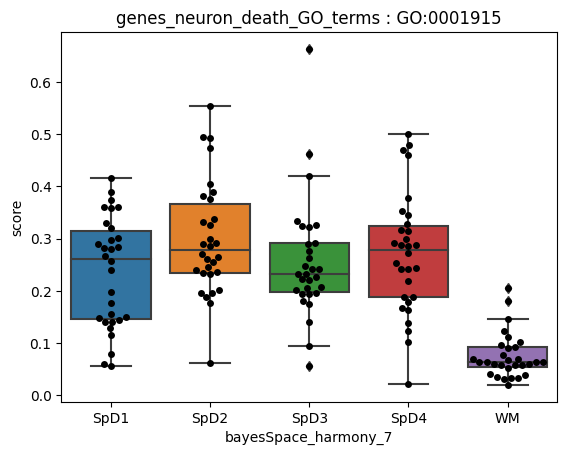 genes_neuron_death_GO_terms : GO:0001915
score
0.6
0.5
0.4
0.3
0.2
0.1
0.0
SpD1 SpD2 SpD3 SpD4 WM
bayesSpace_harmony_7